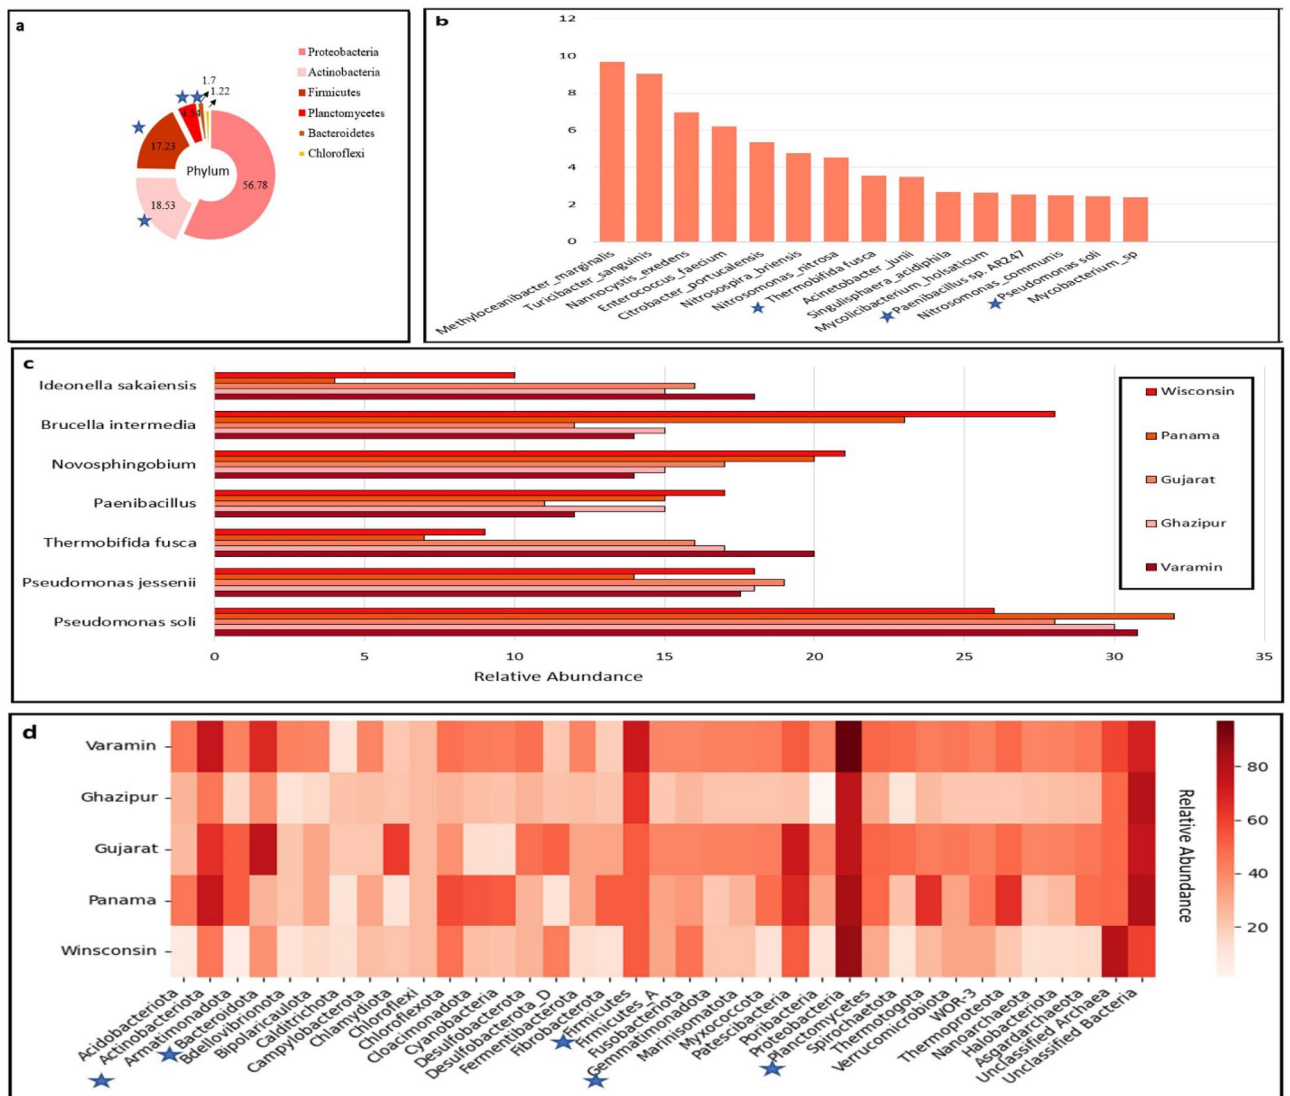 a
1.7
1.22
4.54
17.23
18.53
56.78
Phylum
Proteobacteria
Actinobacteria
Firmicutes
Planctomycetes
Bacteroidetes
Chloroflexi
b
12
10
8
6
4
2
0
Methyloceanibacter_marginalis
Turicibacter_sanguinis
Nannocystis_exedens
Enterococcus_faecium
Citrobacter_portucalensis
Nitrosospira_briensis
Nitrosomonas_nitrosa
Thermobifida fusca
Acinetobacter_junii
Singulisphaera_acidiphila
Mycolicibacterium_holsaticum
Paenibacillus sp. AR247
Nitrosomonas_communis
Pseudomonas soli
Mycobacterium_sp
c
Ideonella sakaiensis
Brucella intermedia
Novosphingobium
Paenibacillus
Thermobifida fusca
Pseudomonas jessenii
Pseudomonas soli
0 5 10 15 20 25 30 35
Relative Abundance
Wisconsin
Panama
Gujarat
Ghazipur
Varamin
d
Varamin
Ghazipur
Gujarat
Panama
Winsconsin
Acidobacteriota
Actinobacteriota
Armatimonadota
Bacteroidota
Bdellovibriota
Bipolaricaulota
Calditrichota
Campylobacterota
Chlamydiota
Chloroflexi
Chloroflexota
Cloacimonadota
Cyanobacteria
Desulfobacterota
Desulfobacterota_D
Fermentibacterota
Fibrobacterota
Firmicutes
Firmicutes_A
Fusobacteriota
Gemmatimonadota
Marinisomatota
Myxococcota
Patescibacteria
Poribacteria
Proteobacteria
Planctomycetes
Spirochaetota
Thermotogota
Verrucomicrobiota
WOR-3
Thermoproteota
Nanoarchaeota
Halobacteriota
Asgardarchaeota
Unclassified Archaea
Unclassified Bacteria
80
60
40
20
Relative Abundance